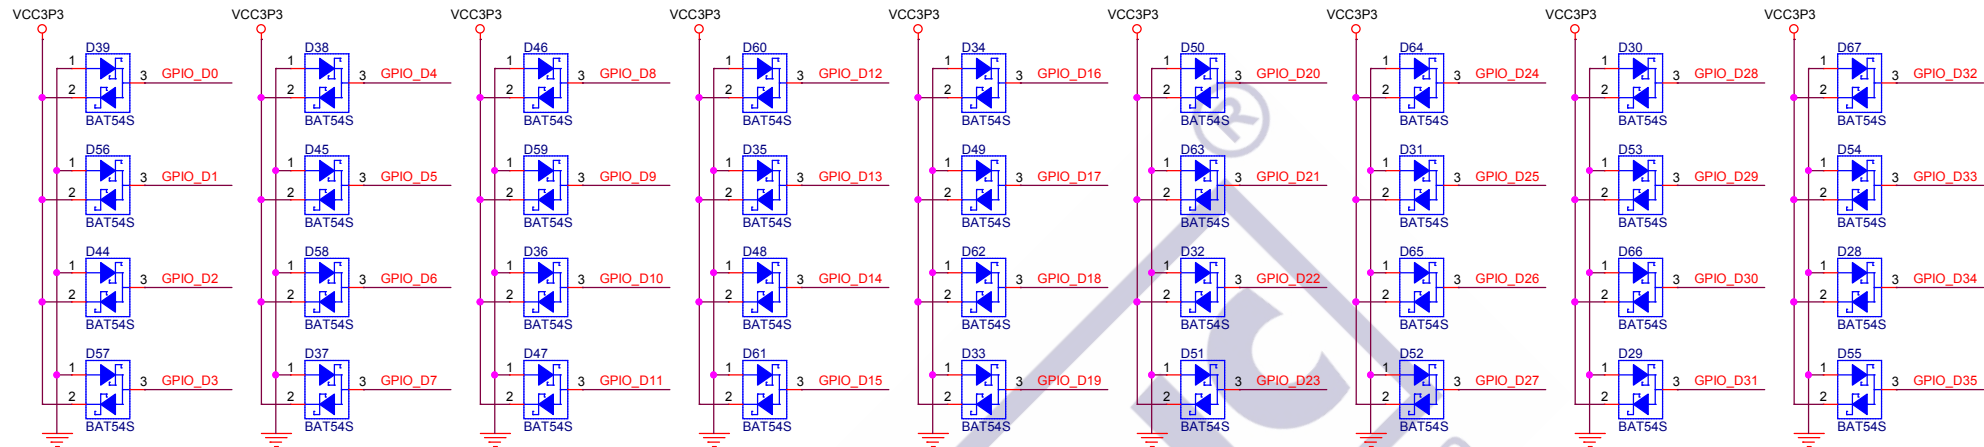 VCC3P3 VCC3P3 VCC3P3 VCC3P3 VCC3P3 VCC3P3 VCC3P3 VCC3P3 VCC3P3
D39 D38 D46 D60 D34 D50 D64 D30 D67
1 3 GPIO_D0 1 3 GPIO_D4 1 3 GPIO_D8 1 3 GPIO_D12 1 3 GPIO_D16 1 3 GPIO_D20 1 3 GPIO_D24 1 3 GPIO_D28 1 3 GPIO_D32
2 2 2 2 2 2 2 2 2
BAT54S BAT54S BAT54S BAT54S BAT54S BAT54S BAT54S BAT54S BAT54S
D56 D45 D59 D35 D49 D63 D31 D53 D54
1 3 GPIO_D1 1 3 GPIO_D5 1 3 GPIO_D9 1 3 GPIO_D13 1 3 GPIO_D17 1 3 GPIO_D21 1 3 GPIO_D25 1 3 GPIO_D29 1 3 GPIO_D33
2 2 2 2 2 2 2 2 2
BAT54S BAT54S BAT54S BAT54S BAT54S BAT54S BAT54S BAT54S BAT54S
D44 D58 D36 D48 D62 D32 D65 D66 D28
1 3 GPIO_D2 1 3 GPIO_D6 1 3 GPIO_D10 1 3 GPIO_D14 1 3 GPIO_D18 1 3 GPIO_D22 1 3 GPIO_D26 1 3 GPIO_D30 1 3 GPIO_D34
2 2 2 2 2 2 2 2 2
BAT54S BAT54S BAT54S BAT54S BAT54S BAT54S BAT54S BAT54S BAT54S
D57 D37 D47 D61 D33 D51 D52 D29 D55
1 3 GPIO_D3 1 3 GPIO_D7 1 3 GPIO_D11 1 3 GPIO_D15 1 3 GPIO_D19 1 3 GPIO_D23 1 3 GPIO_D27 1 3 GPIO_D31 1 3 GPIO_D35
2 2 2 2 2 2 2 2 2
BAT54S BAT54S BAT54S BAT54S BAT54S BAT54S BAT54S BAT54S BAT54S
®